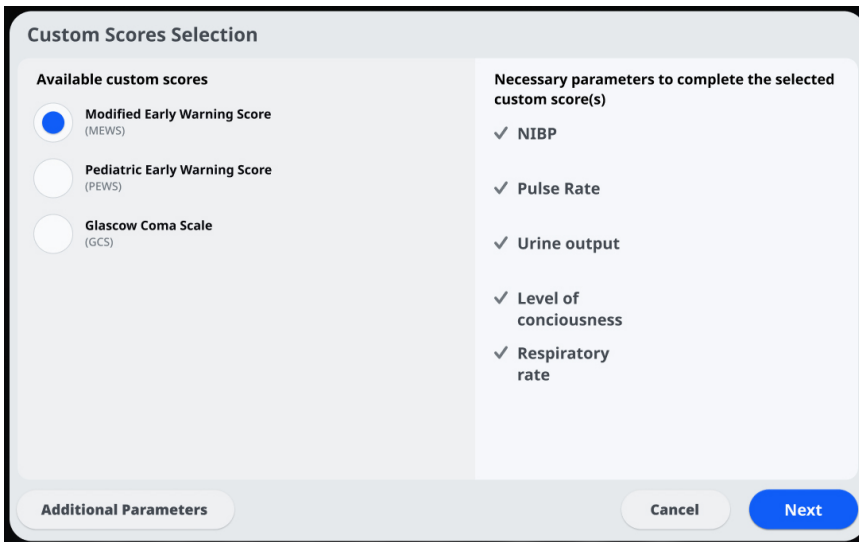 Custom Scores Selection
Available custom scores
Modified Early Warning Score
(MEWS)
Pediatric Early Warning Score
(PEWS)
Glascow Coma Scale
(GCS)
Necessary parameters to complete the selected
custom score(s)
NIBP
Pulse Rate
Urine output
Level of
conciousness
Respiratory
rate
Additional Parameters
Cancel
Next